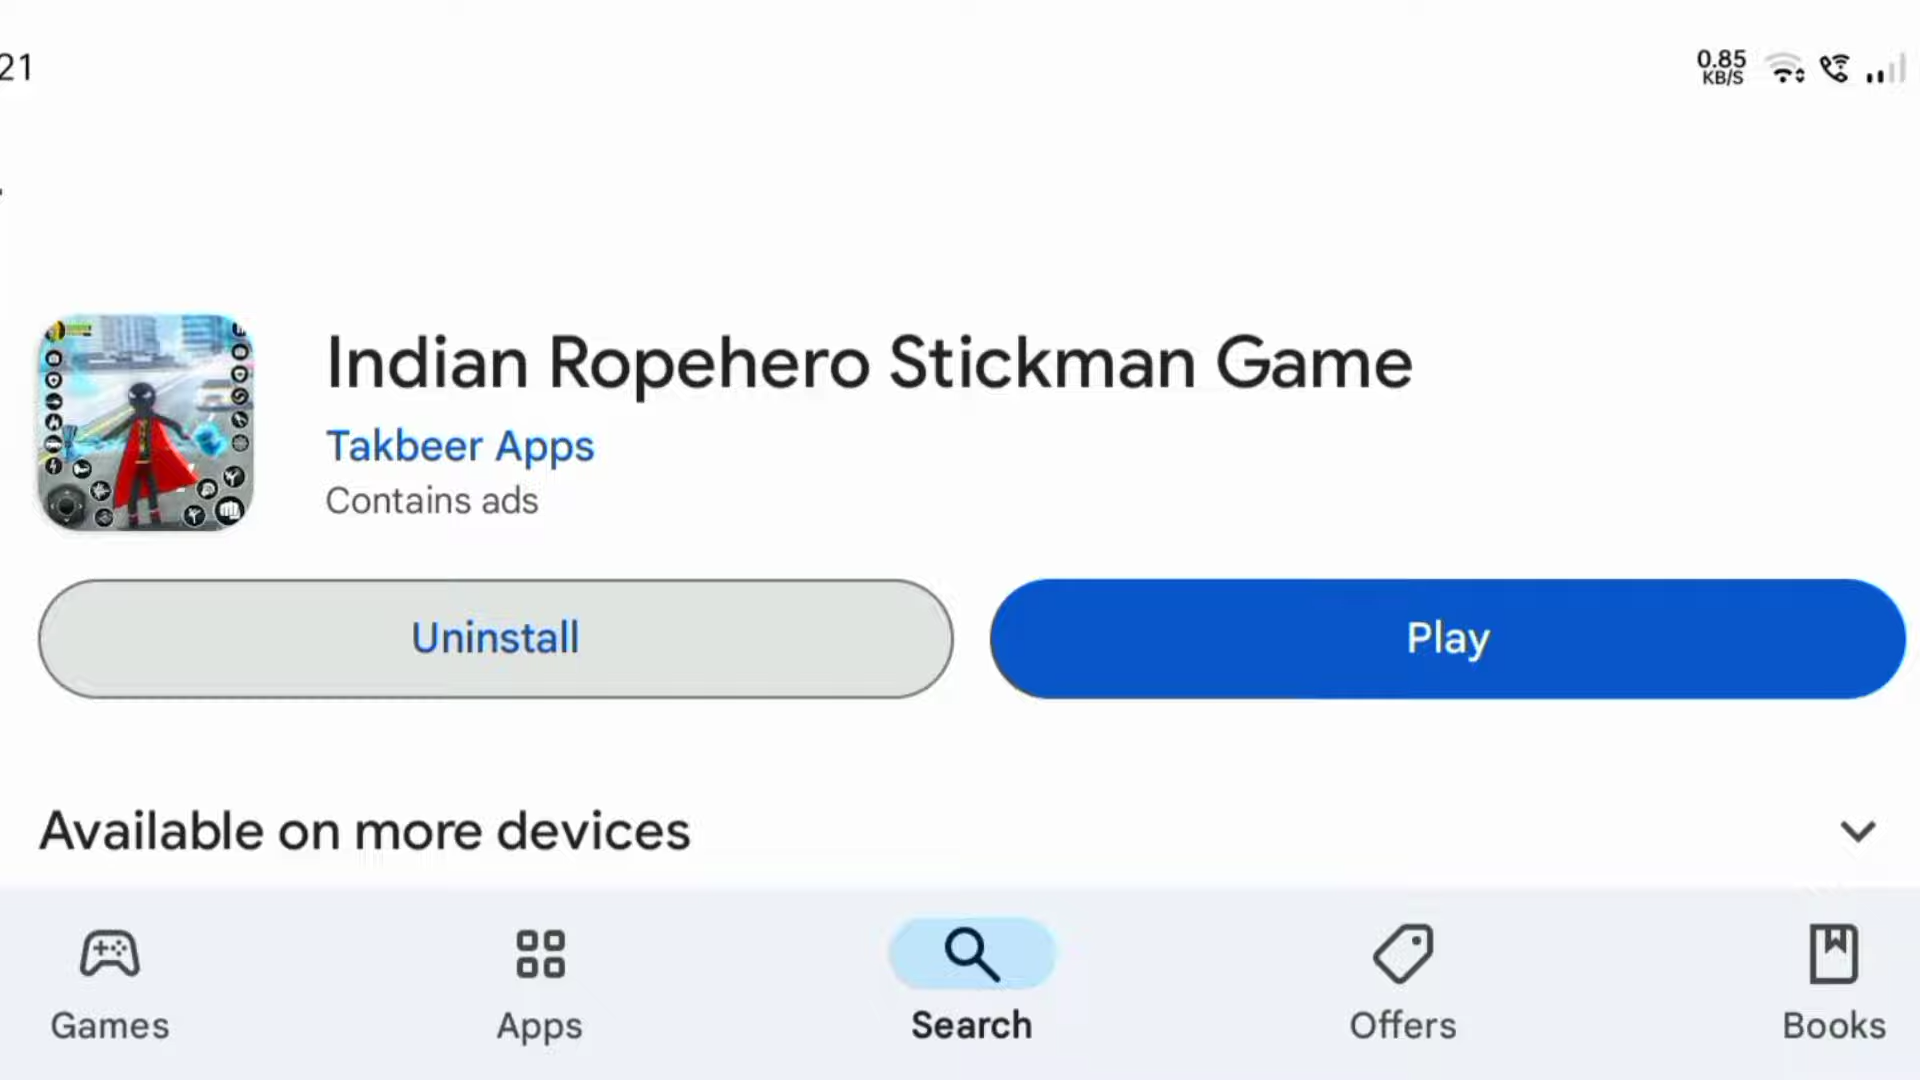 21
0.85
KB/S
Indian Ropehero Stickman Game
Takbeer Apps
Contains ads
Uninstall
Play
Available on more devices
Games
Apps
Search
Offers
Books